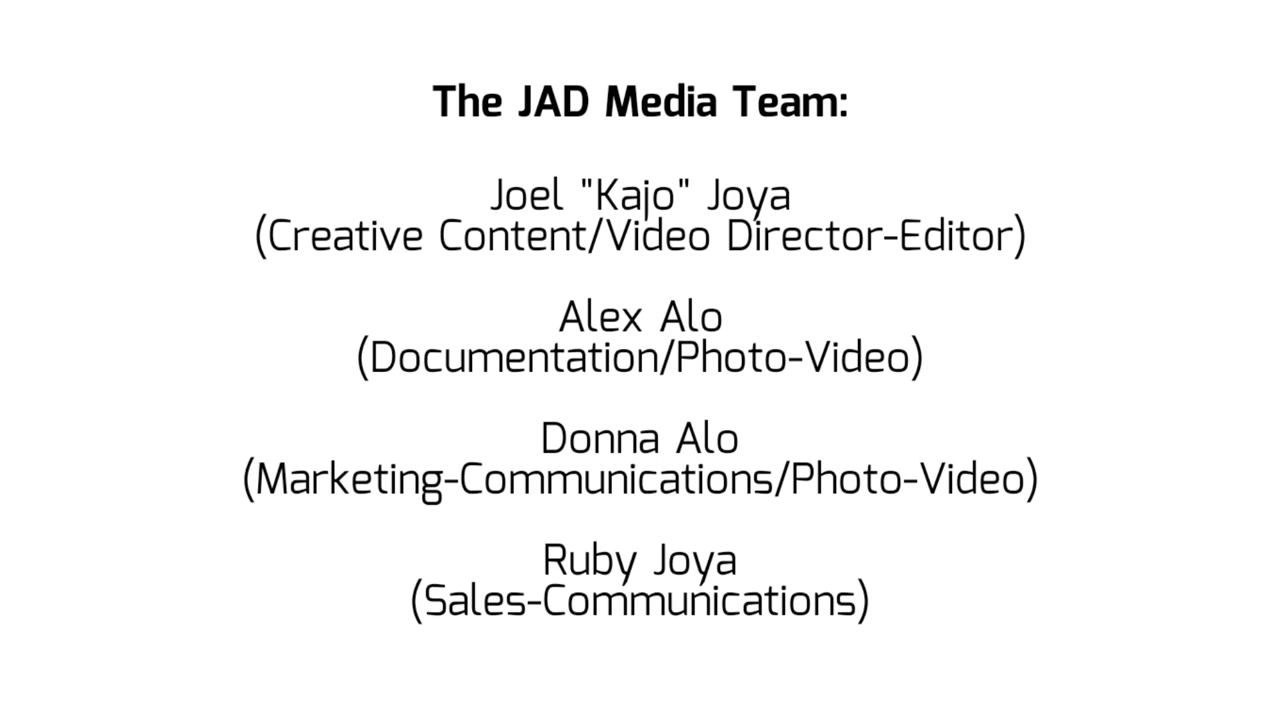 The JAD Media Team:
Joel "Kajo" Joya
(Creative Content/Video Director-Editor)
Alex Alo
(Documentation/Photo-Video)
Donna Alo
(Marketing-Communications/Photo-Video)
Ruby Joya
(Sales-Communications)